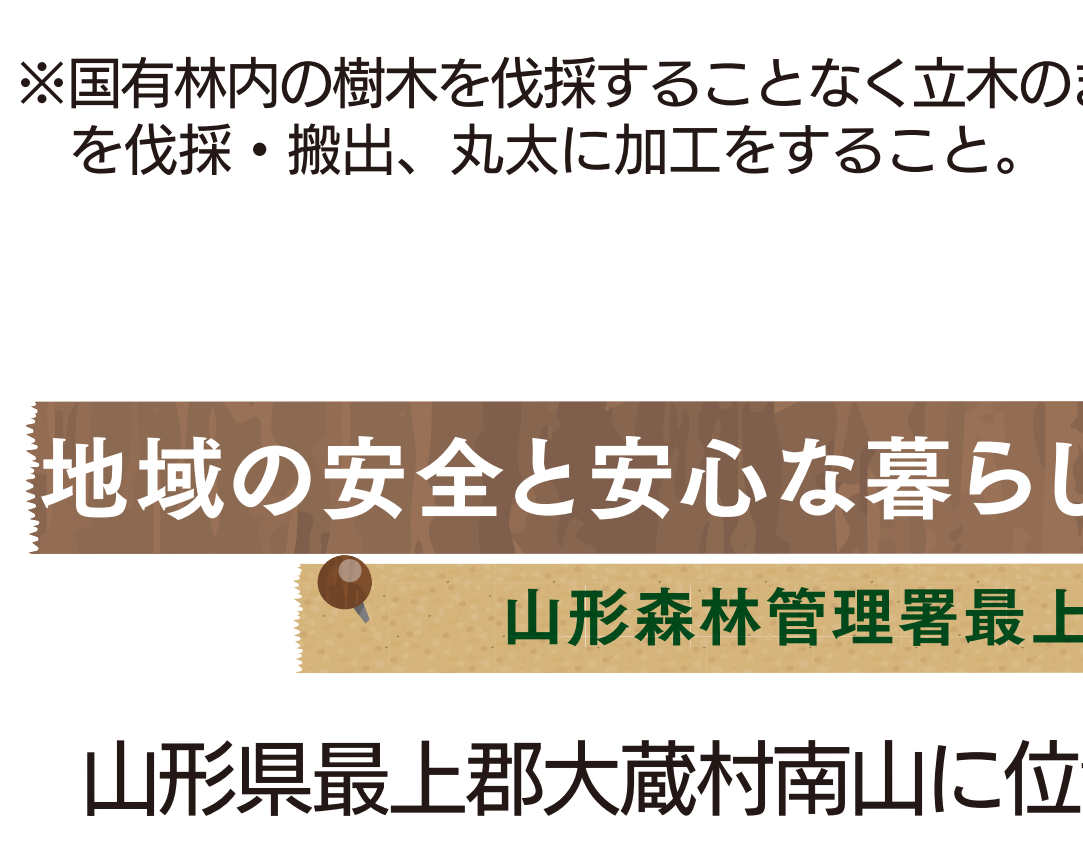 ※国有林内の樹木を伐採することなく立木の
を伐採・搬出、丸太に加工をすること。
地域の安全と安心な暮らし
山形森林管理署最上
山形県最上郡大蔵村南山に位